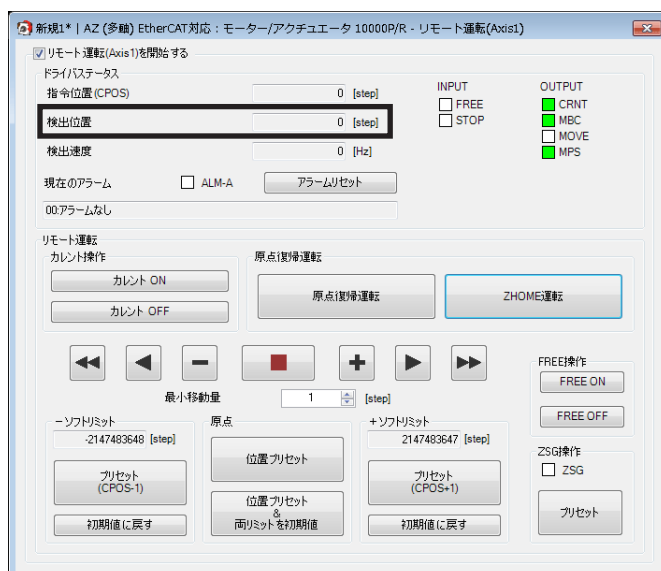 新規1* | AZ (多軸) EtherCAT対応：モーター/アクチュエータ 10000P/R - リモート運転(Axis1)
リモート運転(Axis1)を開始する
ドライバステータス
指令位置(CPOS) 0 [step]
INPUT OUTPUT
FREE CRNT
検出位置 0 [step]
STOP MBC
MOVE
検出速度 0 [Hz]
MPS
現在のアラーム ALM-A アラームリセット
00:アラームなし
リモート運転
カレント操作 原点復帰運転
カレント ON
原点復帰運転 ZHOME運転
カレント OFF
FREE操作
FREE ON
最小移動量 1 [step]
FREE OFF
－ソフトリミット 原点 ＋ソフトリミット
-2147483648 [step] 2147483647 [step]
位置プリセット
ZSG操作
ZSG
プリセット
(CPOS-1)
プリセット
(CPOS+1)
位置プリセット
&
両リミットを初期値
プリセット
初期値に戻す 初期値に戻す